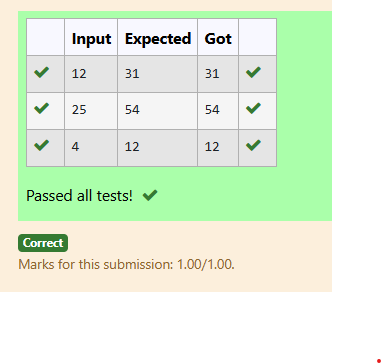 Input Expected Got
12 31 31
25 54 54
4 12 12
Passed all tests!
Correct
Marks for this submission: 1.00/1.00.